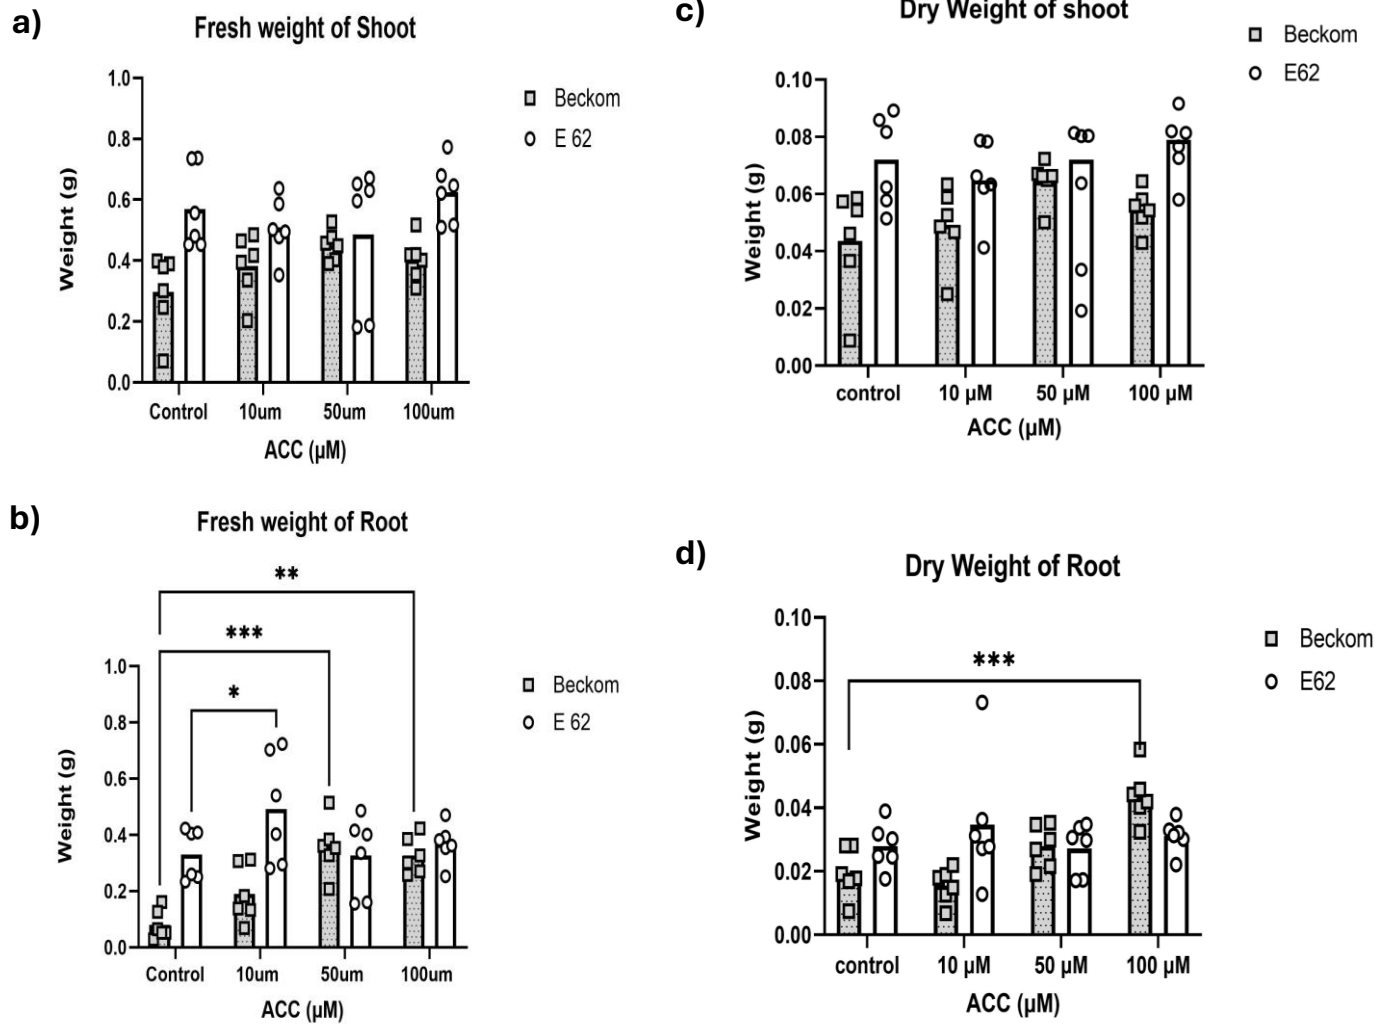 a)
Fresh weight of Shoot
1.0
0.8
0.6
0.4
0.2
0.0
Weight (g)
Control 10um 50um 100um
ACC (µM)
Beckom
E 62
c)
Dry Weight of shoot
0.10
0.08
0.06
0.04
0.02
0.00
Weight (g)
control 10 µM 50 µM 100 µM
ACC (µM)
Beckom
E62
b)
Fresh weight of Root
**
***
*
1.0
0.8
0.6
0.4
0.2
0.0
Weight (g)
Control 10um 50um 100um
ACC (µM)
Beckom
E 62
d)
Dry Weight of Root
***
0.10
0.08
0.06
0.04
0.02
0.00
Weight (g)
control 10 µM 50 µM 100 µM
ACC (µM)
Beckom
E62